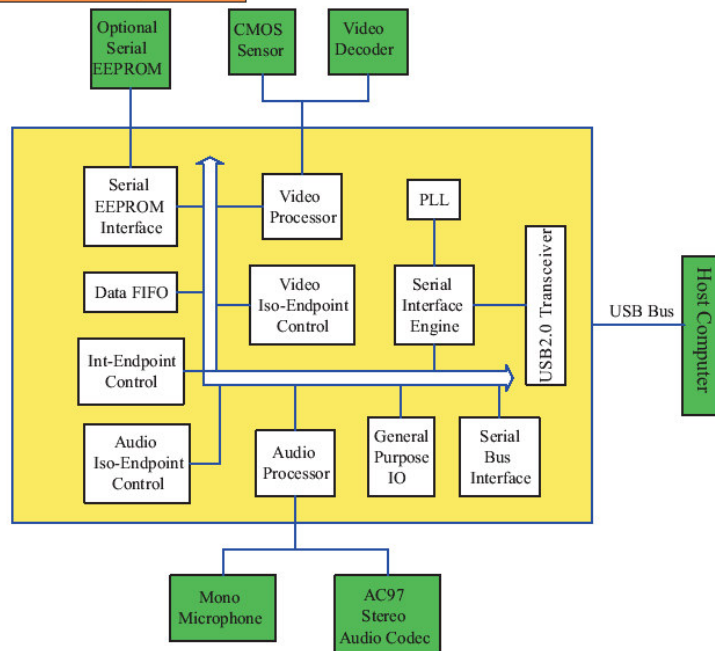 Optional
Serial
EEPROM
CMOS
Sensor
Video
Decoder
Serial
EEPROM
Interface
Video
Processor
PLL
Data FIFO
Video
Iso-Endpoint
Control
Serial
Interface
Engine
USB2.0 Transceiver
USB Bus
Host Computer
Int-Endpoint
Control
Audio
Iso-Endpoint
Control
Audio
Processor
General
Purpose
IO
Serial
Bus
Interface
Mono
Microphone
AC97
Stereo
Audio Codec